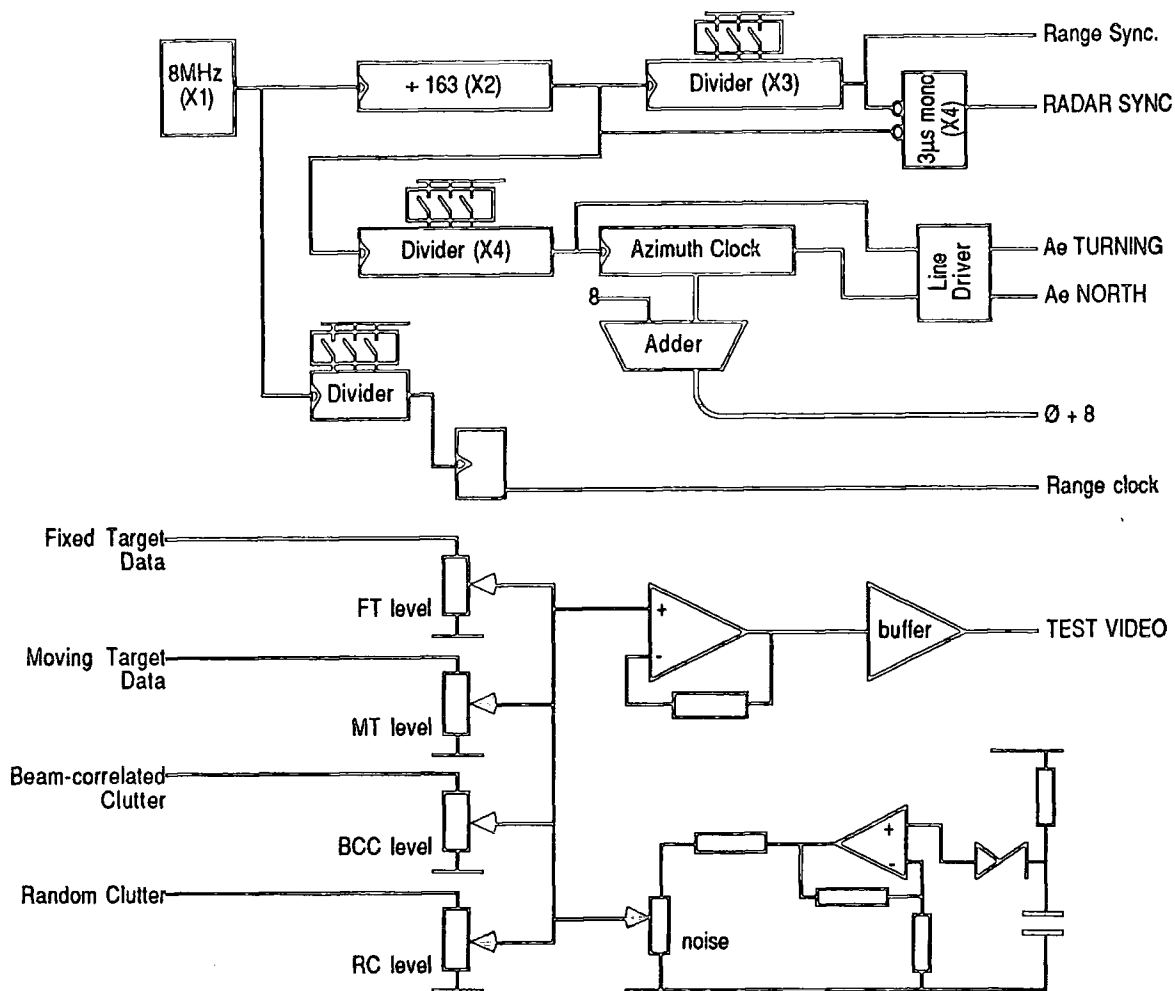 Range Sync.
8MHz
(X1)
÷ 163 (X2)
Divider (X3)
3µs mono
(X4)
RADAR SYNC
Divider (X4)
Azimuth Clock
Line
Driver
Ae TURNING
Ae NORTH
8
Adder
Divider
Ø + 8
Range clock
Fixed Target
Data
FT level
+
-
buffer
TEST VIDEO
Moving Target
Data
MT level
Beam-correlated
Clutter
BCC level
+
-
Random Clutter
RC level
noise